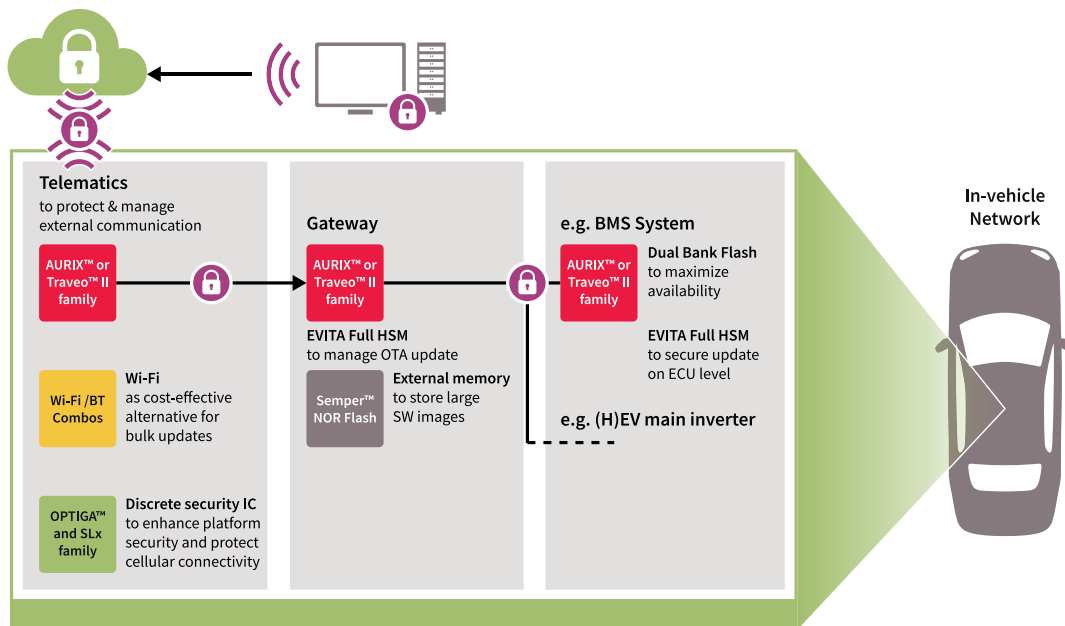 Telematics
to protect & manage
external communication
AURIX™ or
Traveo™ II
family
Wi-Fi /BT
Combos
Wi-Fi
as cost-effective
alternative for
bulk updates
OPTIGA™
and SLx
family
Discrete security IC
to enhance platform
security and protect
cellular connectivity
Gateway
AURIX™ or
Traveo™ II
family
EVITA Full HSM
to manage OTA update
Semper™
NOR Flash
External memory
to store large
SW images
e.g. BMS System
AURIX™ or
Traveo™ II
family
Dual Bank Flash
to maximize
availability
EVITA Full HSM
to secure update
on ECU level
e.g. (H)EV main inverter
In-vehicle
Network